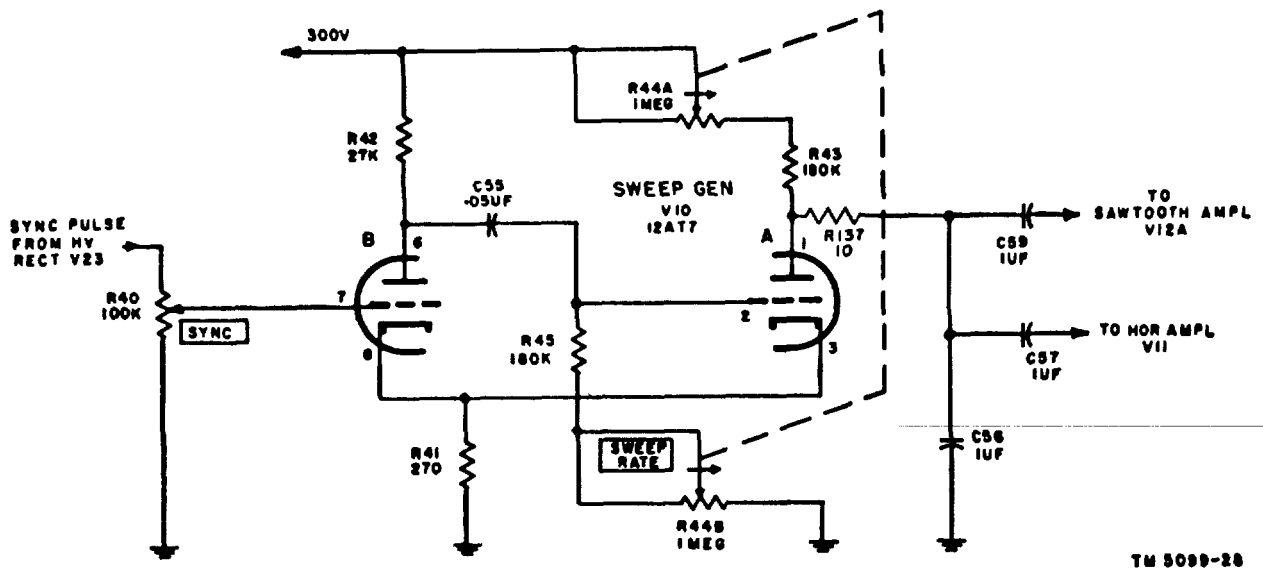 300V
R44A
1MEG
R42
27K
R43
180K
C55
.05UF
SWEEP GEN
V10
12AT7
SYNC PULSE
FROM HV
RECT V23
B
6
A
1
R137
10
TO
SAWTOOTH AMPL
V12A
C59
1UF
R40
100K
7
SYNC
2
R45
180K
8
3
TO HOR AMPL
V11
C57
1UF
R41
270
SWEEP
RATE
C56
1UF
R44B
1MEG
TM 5099-28